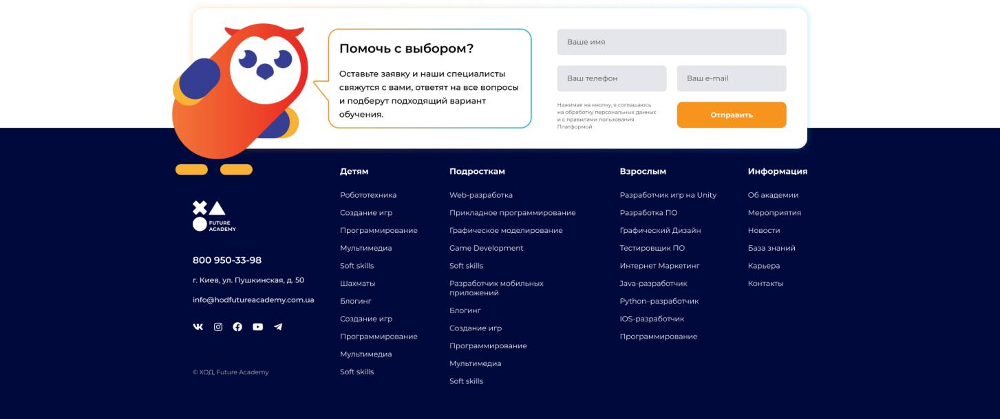 Помочь с выбором?
Оставьте заявку и наши специалисты
свяжутся с вами, ответят на все вопросы
и подберут подходящий вариант
обучения.
Ваше имя
Ваш телефон
Ваш e-mail
Нажимая на кнопку, я соглашаюсь
на обработку персональных данных
и с правилами пользования
Платформой
Отправить
FUTURE
ACADEMY
800 950-33-98
г. Киев, ул. Пушкинская, д. 50
info@hodfutureacademy.com.ua
© ХОД, Future Academy
Детям
Робототехника
Создание игр
Программирование
Мультимедиа
Soft skills
Шахматы
Блогинг
Создание игр
Программирование
Мультимедиа
Soft skills
Подросткам
Web-разработка
Прикладное программирование
Графическое моделирование
Game Development
Soft skills
Разработчик мобильных
приложений
Блогинг
Создание игр
Программирование
Мультимедиа
Soft skills
Взрослым
Разработчик игр на Unity
Разработка ПО
Графический Дизайн
Тестировщик ПО
Интернет Маркетинг
Java-разработчик
Python–разработчик
IOS-разработчик
Программирование
Информация
Об академии
Мероприятия
Новости
База знаний
Карьера
Контакты